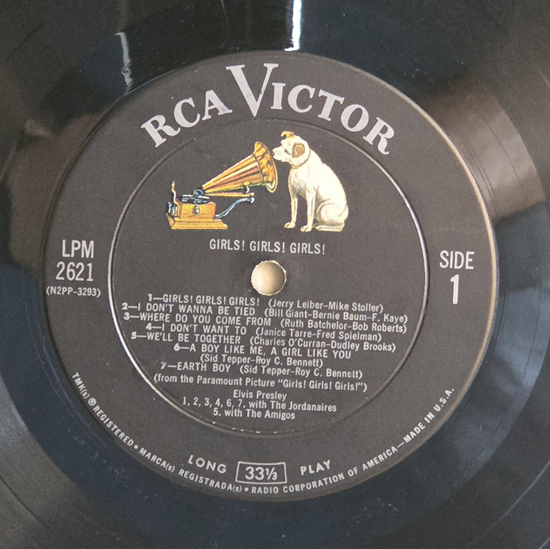 RCA VICTOR
GIRLS! GIRLS! GIRLS!
LPM
2621
(N2PP-3293)
SIDE
1
1—GIRLS! GIRLS! GIRLS! (Jerry Leiber-Mike Stoller)
2—I DON'T WANNA BE TIED (Bill Giant-Bernie Baum-F. Kaye)
3—WHERE DO YOU COME FROM (Ruth Batchelor-Bob Roberts)
4—I DON'T WANT TO (Janice Tarre-Fred Spielman)
5—WE'LL BE TOGETHER (Charles O'Curran-Dudley Brooks)
6—A BOY LIKE ME, A GIRL LIKE YOU
(Sid Tepper-Roy C. Bennett)
7—EARTH BOY (Sid Tepper-Roy C. Bennett)
(from the Paramount Picture "Girls! Girls! Girls!")
Elvis Presley
1, 2, 3, 4, 6, 7. with The Jordanaires
5. with The Amigos
LONG 33⅓ PLAY
TMK(s) ® REGISTERED • MARCA(s) REGISTRADA(s) • RADIO CORPORATION OF AMERICA—MADE IN U.S.A.